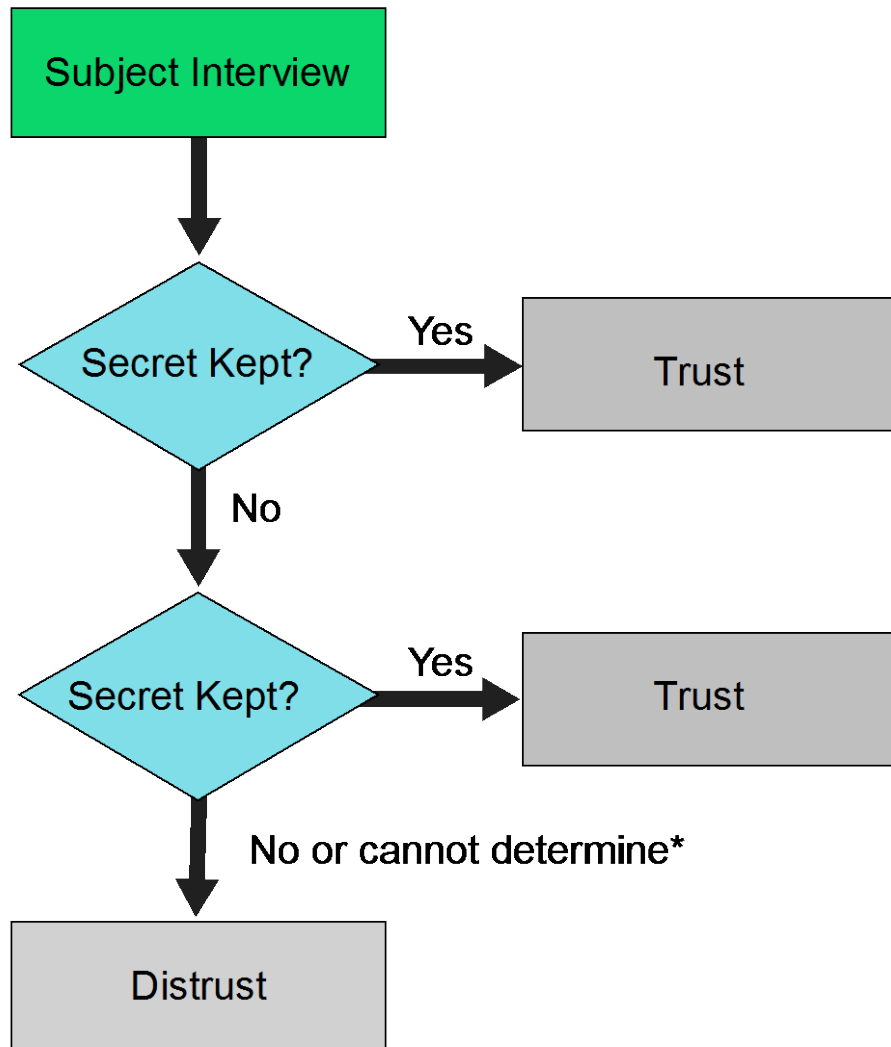 Subject Interview
Secret Kept?
Yes
Trust
No
Secret Kept?
Yes
Trust
No or cannot determine*
Distrust